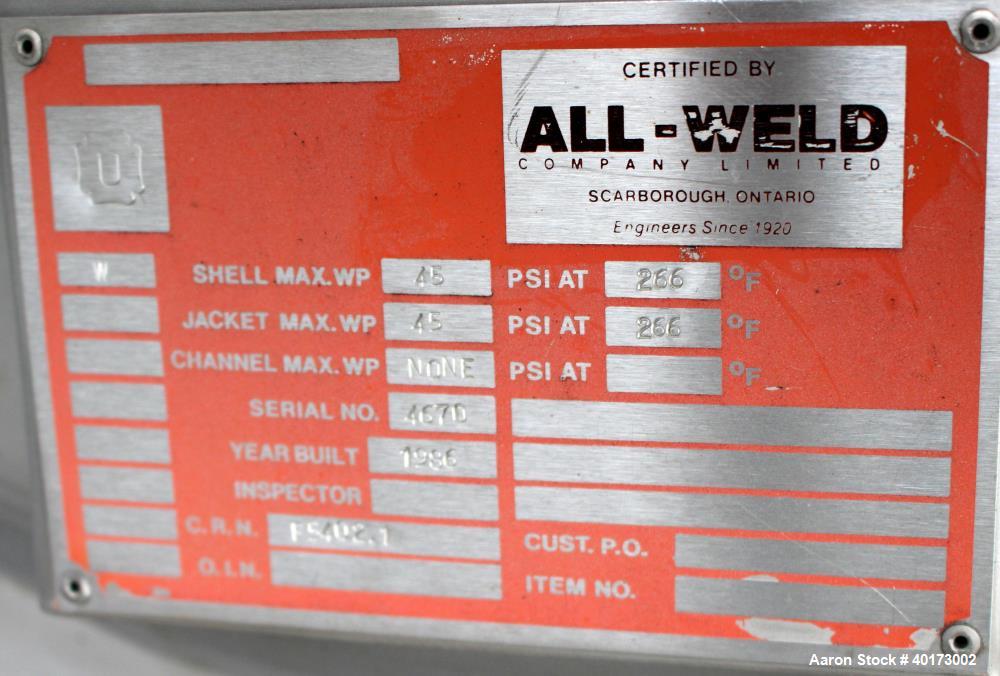 CERTIFIED BY
ALL-WELD
COMPANY LIMITED
SCARBOROUGH, ONTARIO
Engineers Since 1920
U
W SHELL MAX.WP 45 PSI AT 266 °F
JACKET MAX.WP 45 PSI AT 266 °F
CHANNEL MAX.WP NONE PSI AT °F
SERIAL NO. 4670
YEAR BUILT 1986
INSPECTOR
C.R.N. F5402.1
CUST. P.O.
O.I.N.
ITEM NO.
Aaron Stock # 40173002